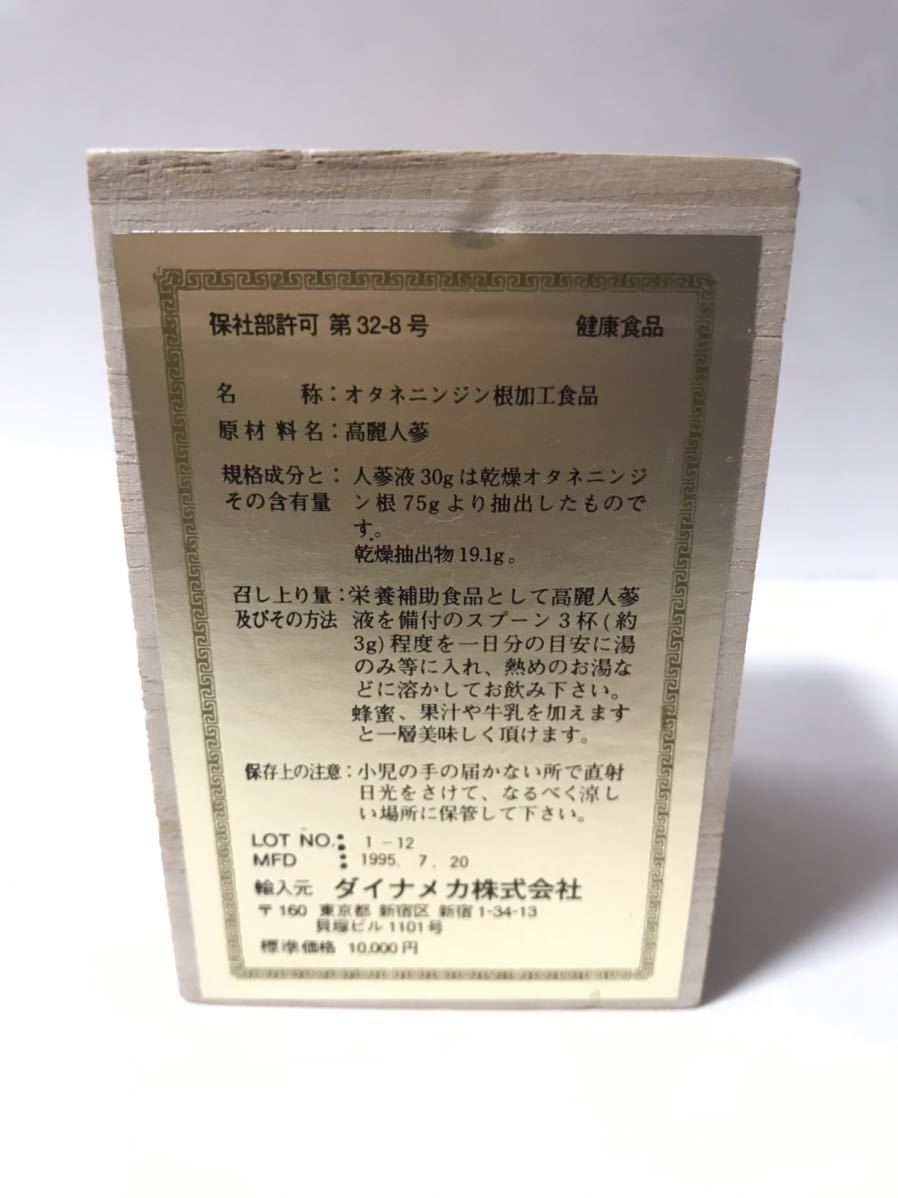 保社部許可 第32-8号 健康食品
名 称：オタネニンジン根加工食品
原材料名：高麗人蔘
規格成分と：人蔘液30gは乾燥オタネニンジ
その含有量 ン根75gより抽出したもので
す。
乾燥抽出物19.1g。
召し上り量：栄養補助食品として高麗人蔘
及びその方法 液を備付のスプーン3杯(約
3g)程度を一日分の目安に湯
のみ等に入れ、熱めのお湯な
どに溶かしてお飲み下さい。
蜂蜜、果汁や牛乳を加えます
と一層美味しく頂けます。
保存上の注意：小児の手の届かない所で直射
日光をさけて、なるべく涼し
い場所に保管して下さい。
LOT NO.： 1-12
MFD ： 1995. 7. 20
輸入元 ダイナメカ株式会社
〒160 東京都 新宿区 新宿1-34-13
貝塚ビル1101号
標準価格 10,000円